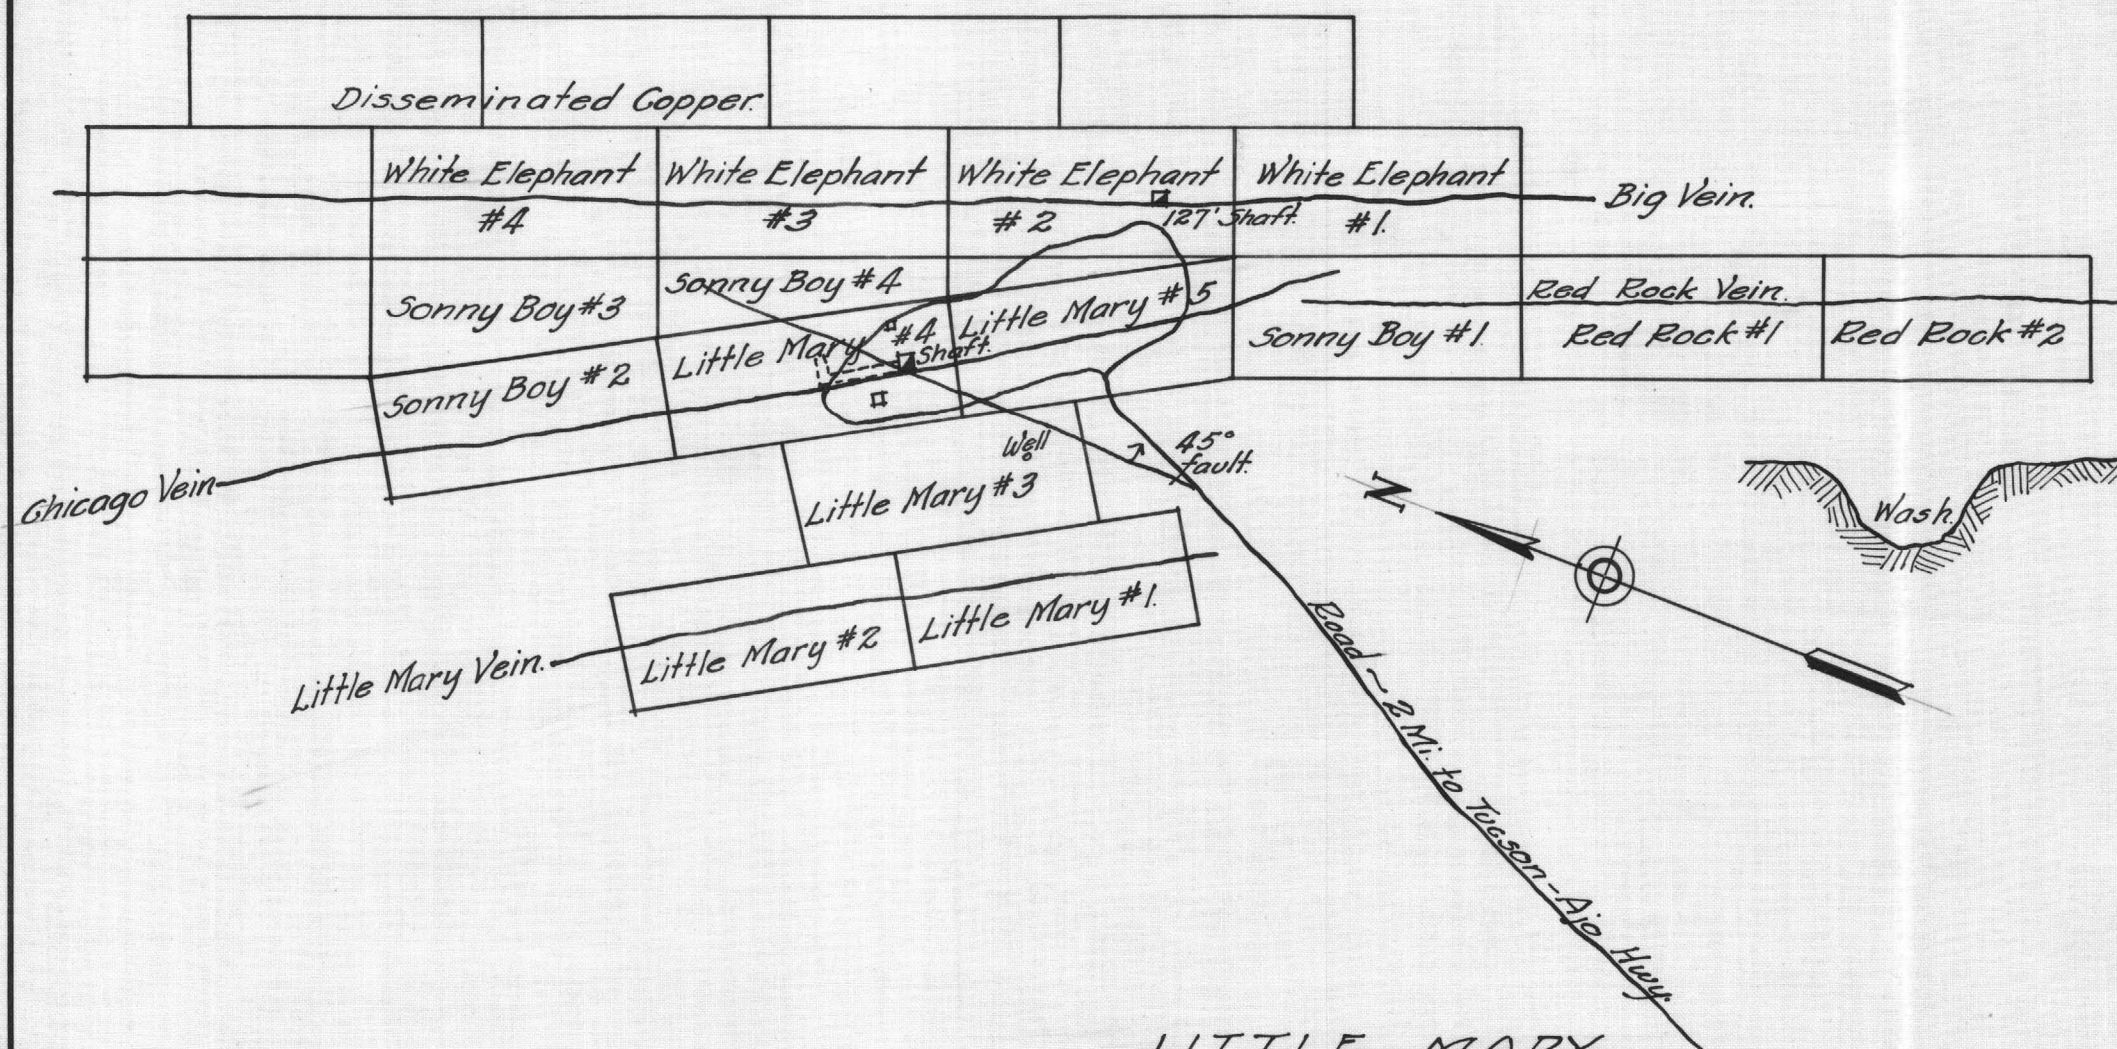 Disseminated Copper.
White Elephant #4
White Elephant #3
White Elephant #2
White Elephant #1.
127' Shaft.
Big Vein.
Sonny Boy #3
Sonny Boy #4
Little Mary #5
Red Rock Vein.
Sonny Boy #1.
Red Rock #1
Red Rock #2
Sonny Boy #2
Little Mary #4
Shaft.
Chicago Vein
Well
45°
fault.
Little Mary #3
N
Wash.
Little Mary Vein.
Little Mary #2
Little Mary #1.
Road ~ 2 Mi. to Tucson-Ajo Hwy.
LITTLE MARY